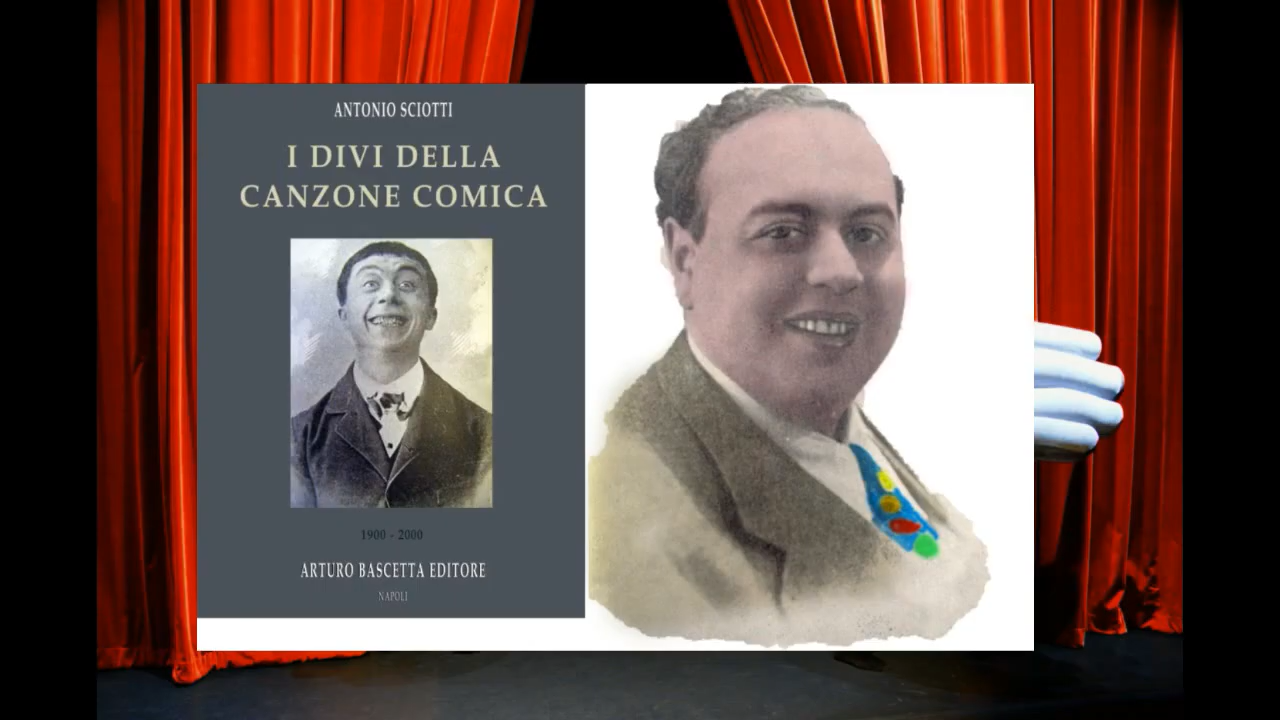 ANTONIO SCIOTTI
I DIVI DELLA
CANZONE COMICA
1900 - 2000
ARTURO BASCETTA EDITORE
NAPOLI